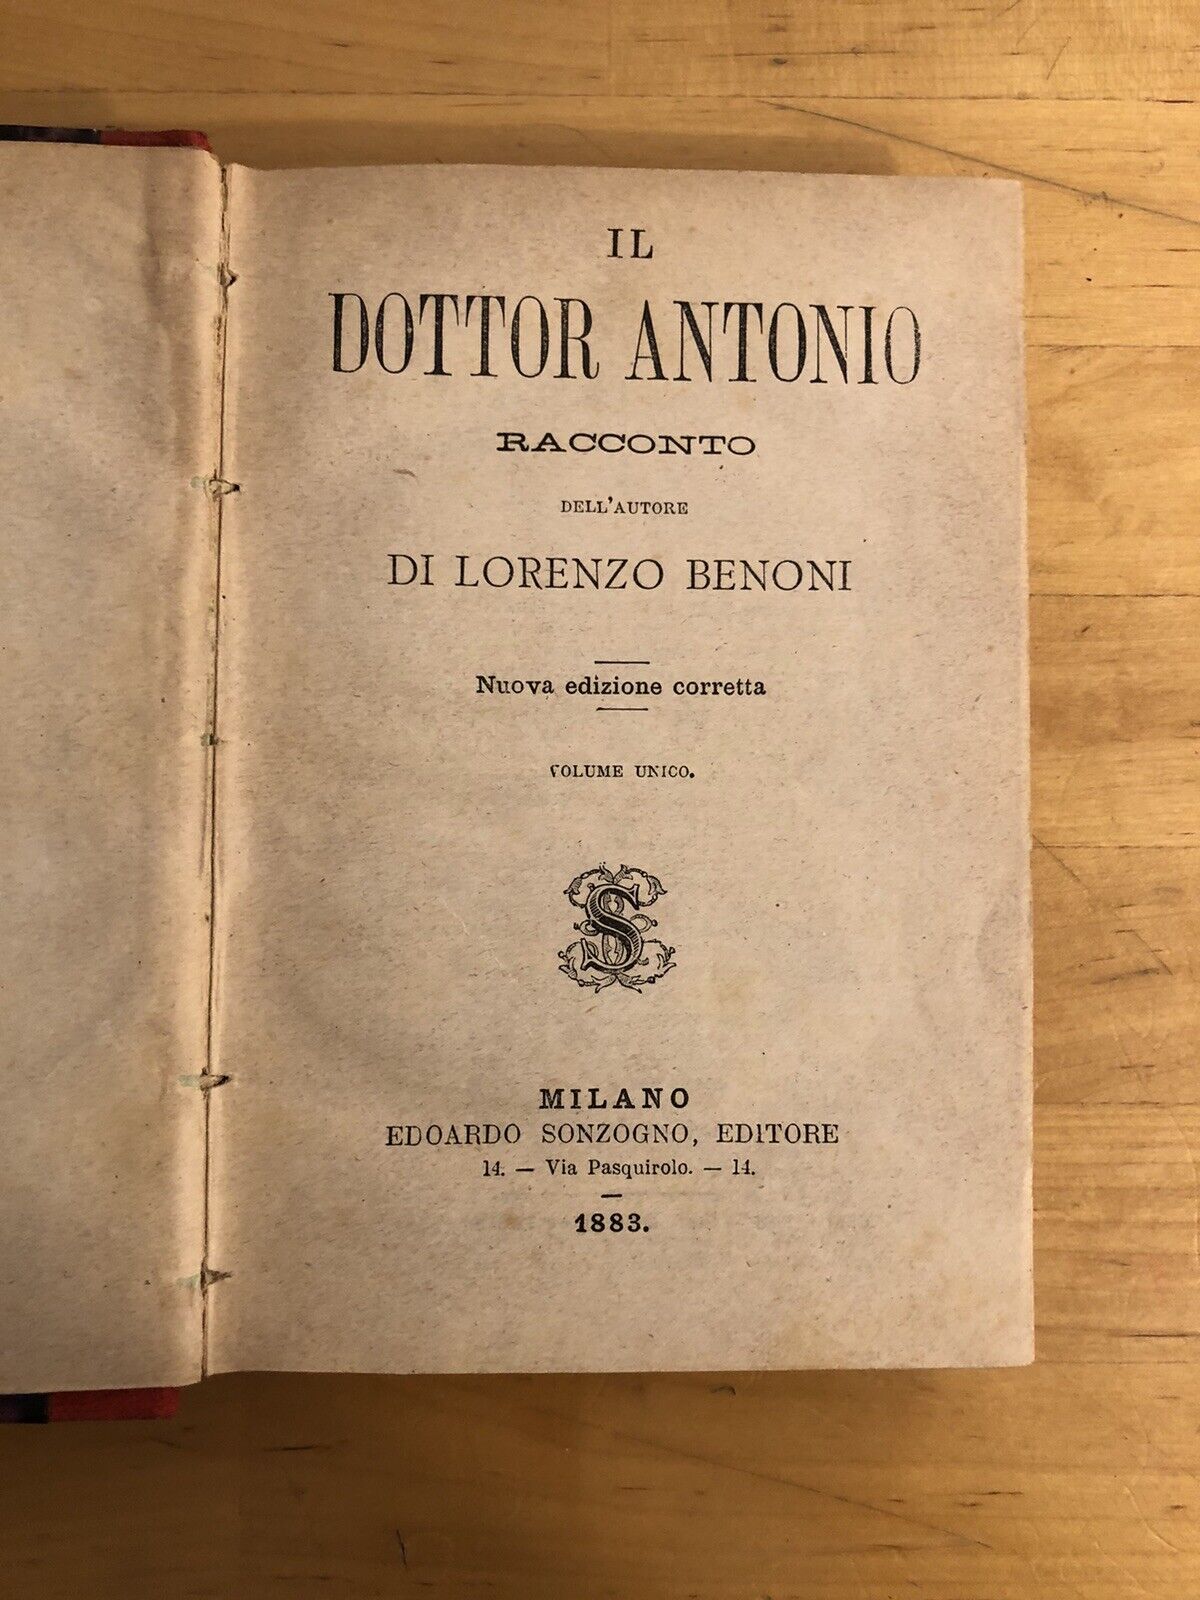 IL
DOTTOR ANTONIO
RACCONTO
DELL'AUTORE
DI LORENZO BENONI
Nuova edizione corretta
VOLUME UNICO.
S
MILANO
EDOARDO SONZOGNO, EDITORE
14. — Via Pasquirolo. — 14.
1883.